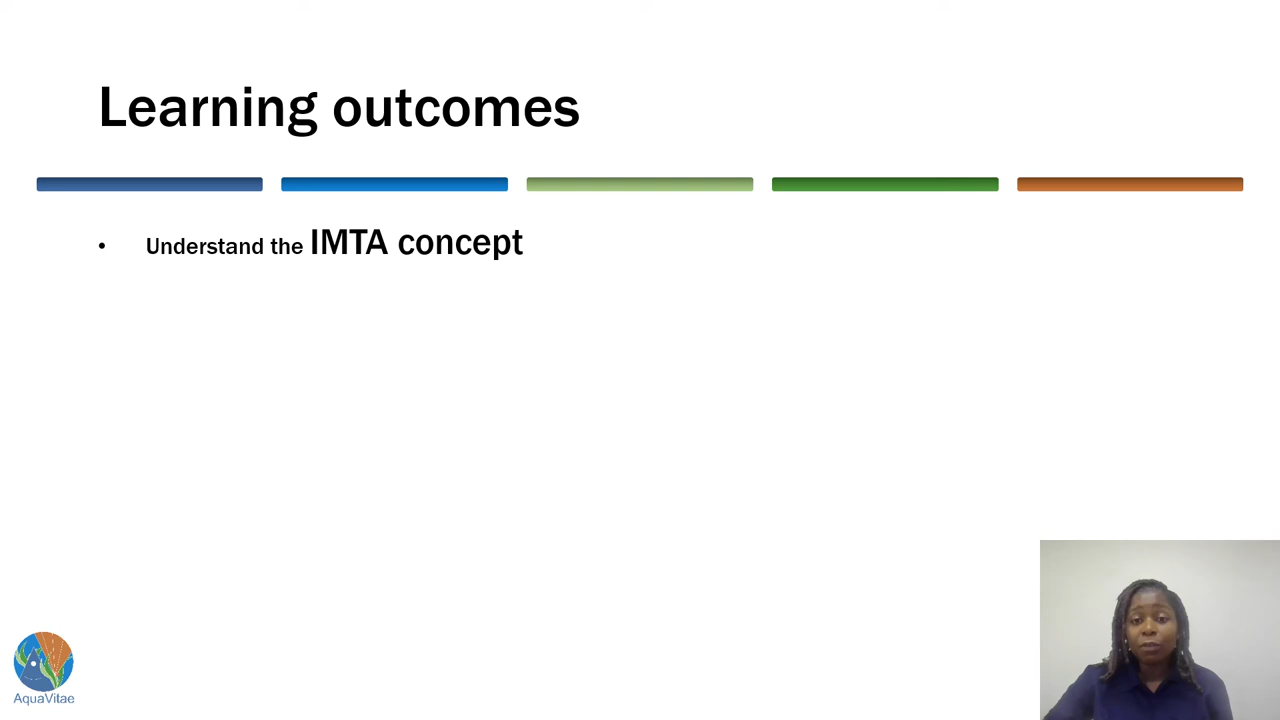 Learning outcomes
• Understand the IMTA concept
AquaVitae